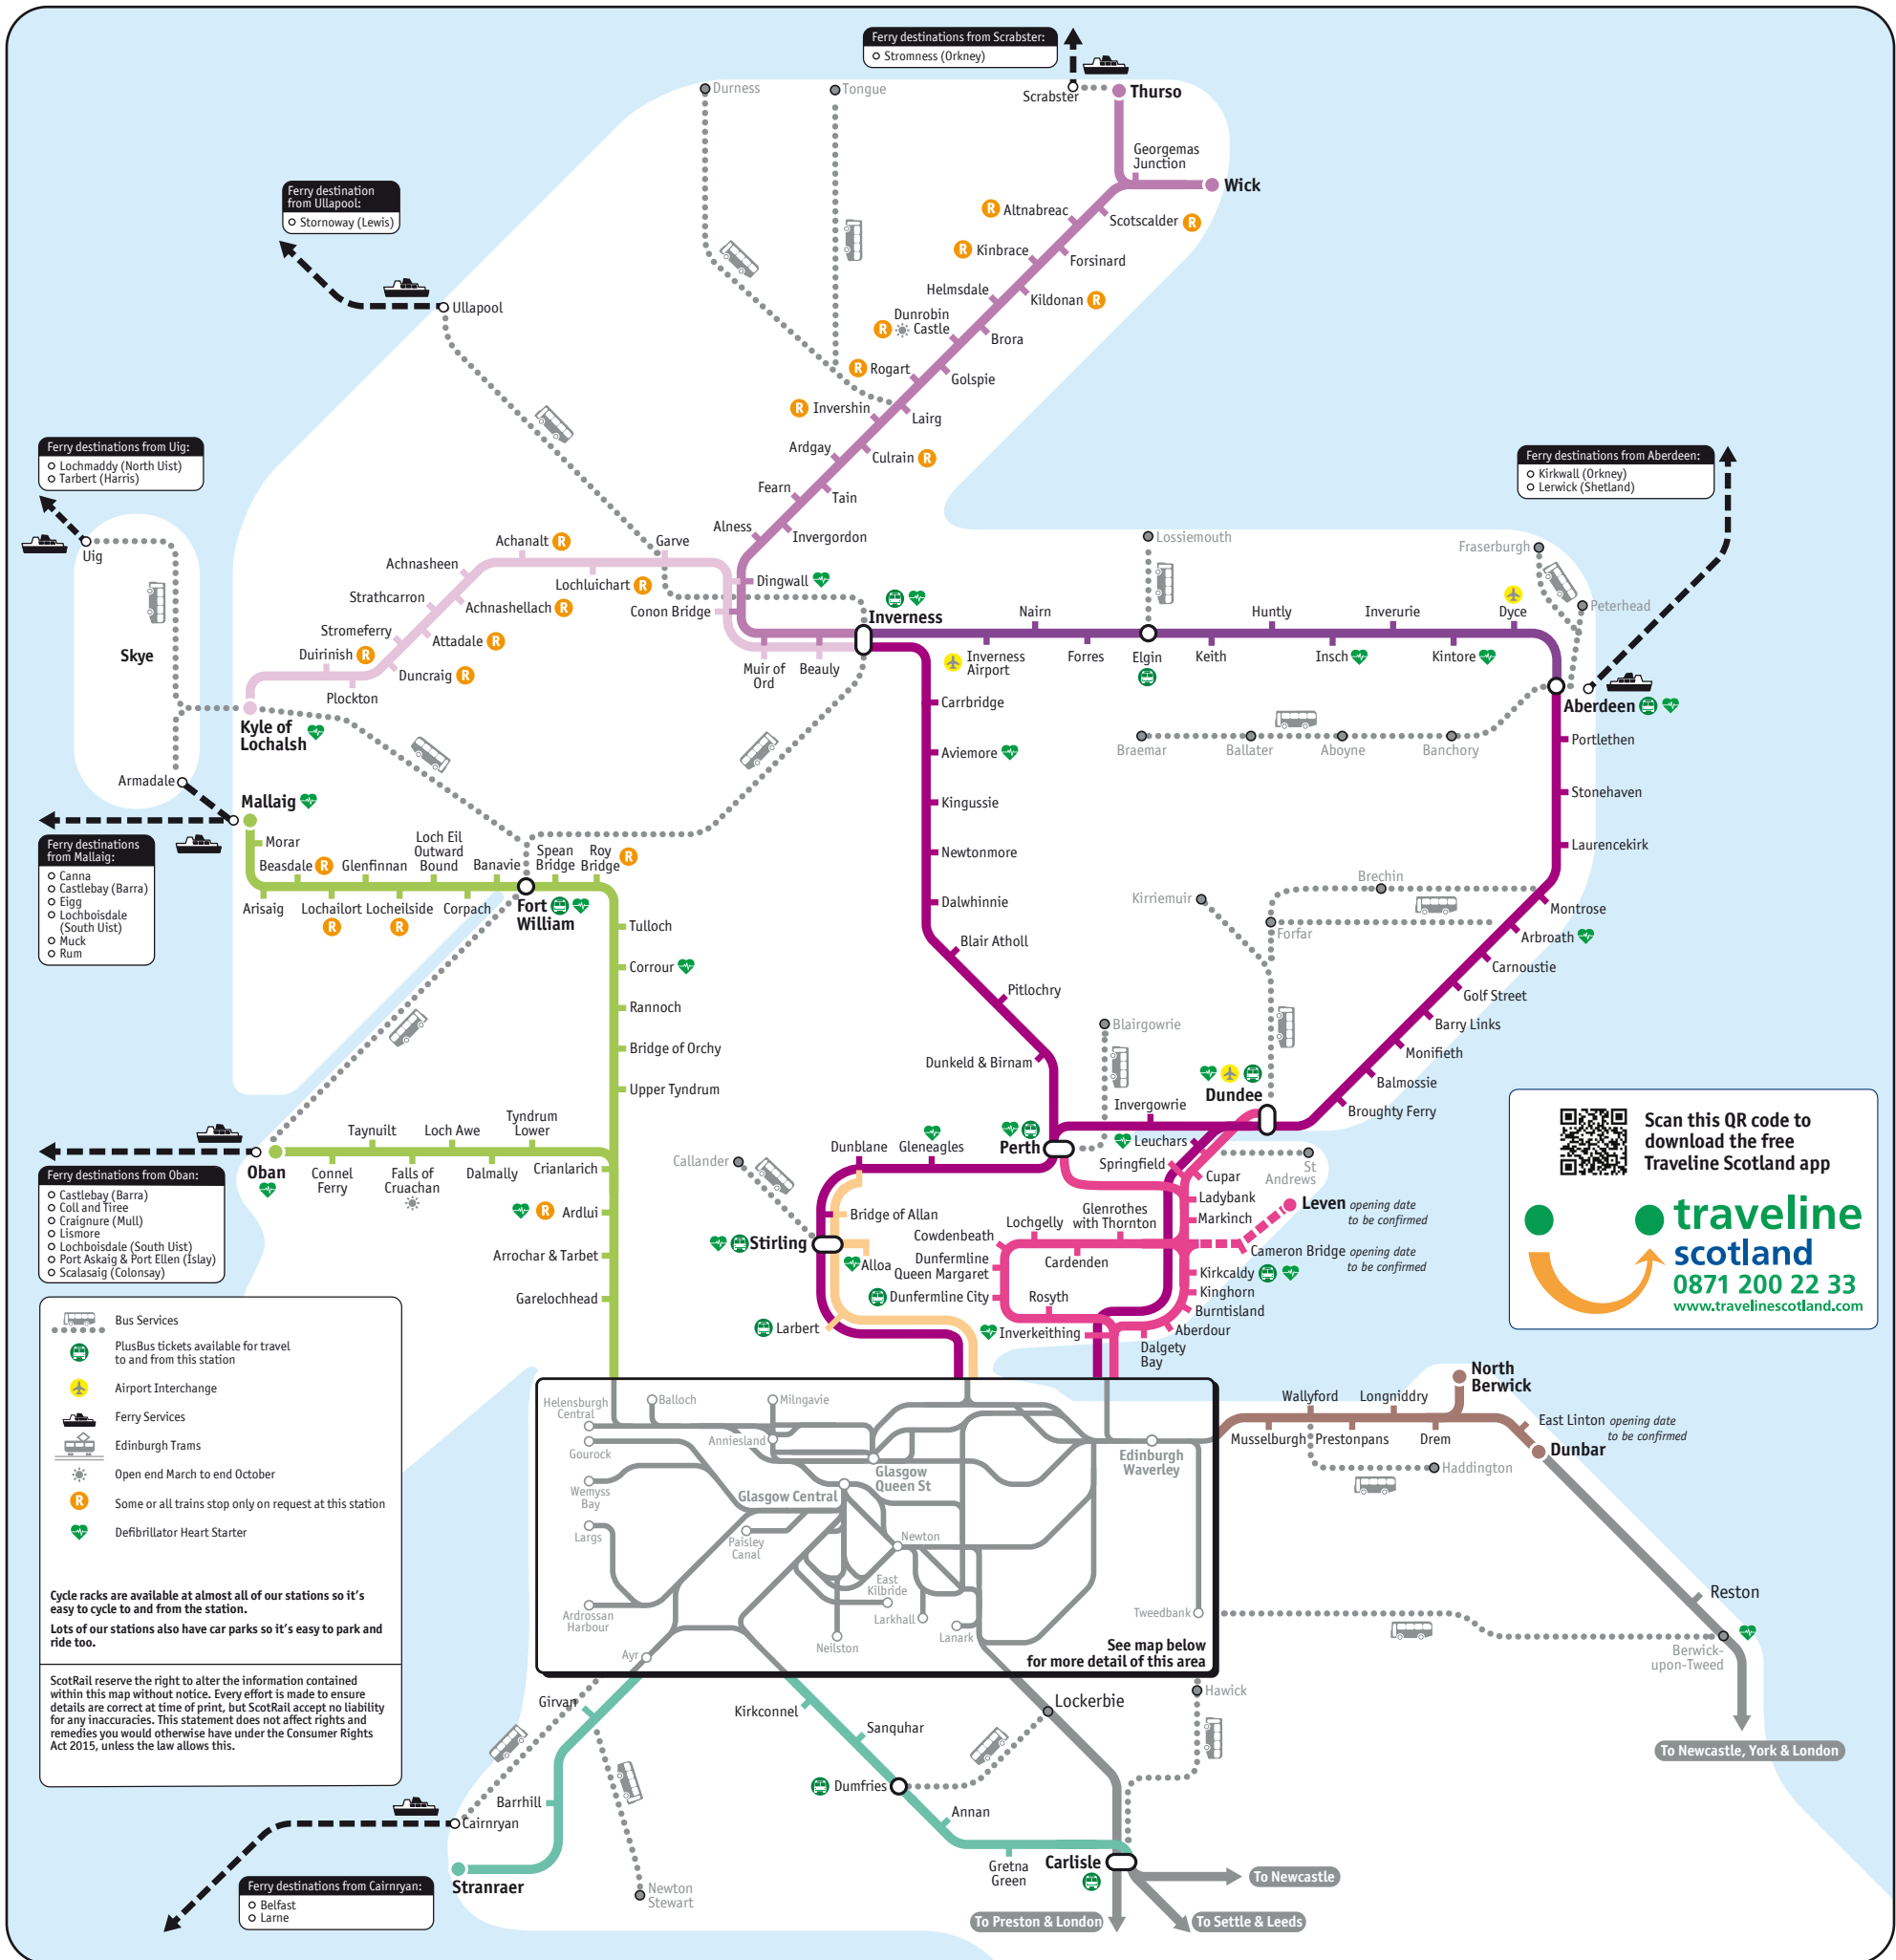 Ferry destinations from Scrabster:
Stromness (Orkney)
Scrabster
Thurso
Durness
Tongue
Georgemas
Junction
Wick
Ferry destination
from Ullapool:
Stornoway (Lewis)
R Altnabreac
Scotscalder R
R Kinbrace
Forsinard
Helmsdale
Kildonan R
Ullapool
Dunrobin
R Castle
Brora
R Rogart
Golspie
R Invershin
Lairg
Ardgay
Culrain R
Fearn
Tain
Alness
Invergordon
Ferry destinations from Uig:
Lochmaddy (North Uist)
Tarbert (Harris)
Uig
Skye
Armadale
Ferry destinations from Aberdeen:
Kirkwall (Orkney)
Lerwick (Shetland)
Achanalt R
Garve
Achnasheen
Lochluichart R
Dingwall
Strathcarron
Achnashellach R
Conon Bridge
Stromeferry
Attadale R
Duirinish R
Duncraig R
Plockton
Muir of
Ord
Beauly
Inverness
Kyle of
Lochalsh
Lossiemouth
Fraserburgh
Peterhead
Nairn
Huntly
Inverurie
Dyce
Inverness
Airport
Forres
Elgin
Keith
Insch
Kintore
Aberdeen
Braemar
Ballater
Aboyne
Banchory
Carrbridge
Aviemore
Kingussie
Newtonmore
Dalwhinnie
Blair Atholl
Pitlochry
Dunkeld & Birnam
Portlethen
Stonehaven
Laurencekirk
Montrose
Arbroath
Carnoustie
Golf Street
Barry Links
Monifieth
Balmossie
Broughty Ferry
Brechin
Kirriemuir
Forfar
Blairgowrie
Dundee
Invergowrie
Perth
Mallaig
Ferry destinations
from Mallaig:
Canna
Castlebay (Barra)
Eigg
Lochboisdale
(South Uist)
Muck
Rum
Morar
Beasdale R
Glenfinnan
Loch Eil
Outward
Bound
Banavie
Spean
Bridge
Roy
Bridge R
Arisaig
Lochailort
R
Locheilside
R
Corpach
Fort
William
Tulloch
Corrour
Rannoch
Bridge of Orchy
Upper Tyndrum
Oban
Taynuilt
Loch Awe
Tyndrum
Lower
Connel
Ferry
Falls of
Cruachan
Dalmally
Crianlarich
R Ardlui
Arrochar & Tarbet
Garelochhead
Ferry destinations from Oban:
Castlebay (Barra)
Coll and Tiree
Craignure (Mull)
Lismore
Lochboisdale (South Uist)
Port Askaig & Port Ellen (Islay)
Scalasaig (Colonsay)
Callander
Dunblane
Gleneagles
Bridge of Allan
Stirling
Alloa
Larbert
Leuchars
Springfield
Cupar
St
Andrews
Ladybank
Markinch
Glenrothes
with Thornton
Lochgelly
Cowdenbeath
Cardenden
Dunfermline
Queen Margaret
Dunfermline City
Rosyth
Inverkeithing
Leven opening date
to be confirmed
Cameron Bridge opening date
to be confirmed
Kirkcaldy
Kinghorn
Burntisland
Aberdour
Dalgety
Bay
Scan this QR code to
download the free
Traveline Scotland app
traveline
scotland
0871 200 22 33
www.travelinescotland.com
Bus Services
PlusBus tickets available for travel
to and from this station
Airport Interchange
Ferry Services
Edinburgh Trams
Open end March to end October
R Some or all trains stop only on request at this station
Defibrillator Heart Starter
Cycle racks are available at almost all of our stations so it's
easy to cycle to and from the station.
Lots of our stations also have car parks so it's easy to park and
ride too.
ScotRail reserve the right to alter the information contained
within this map without notice. Every effort is made to ensure
details are correct at time of print, but ScotRail accept no liability
for any inaccuracies. This statement does not affect rights and
remedies you would otherwise have under the Consumer Rights
Act 2015, unless the law allows this.
Helensburgh
Central
Balloch
Milngavie
Gourock
Anniesland
Glasgow
Queen St
Edinburgh
Waverley
Wemyss
Bay
Glasgow Central
Largs
Paisley
Canal
Newton
East
Kilbride
Ardrossan
Harbour
Larkhall
Neilston
Lanark
Tweedbank
Ayr
See map below
for more detail of this area
North
Berwick
Wallyford
Longniddry
Musselburgh
Prestonpans
Drem
East Linton opening date
to be confirmed
Dunbar
Haddington
Reston
Berwick-
upon-Tweed
To Newcastle, York & London
Girvan
Kirkconnel
Sanquhar
Lockerbie
Hawick
Dumfries
Barrhill
Cairnryan
Annan
Stranraer
Newton
Stewart
Gretna
Green
Carlisle
To Newcastle
To Preston & London
To Settle & Leeds
Ferry destinations from Cairnryan:
Belfast
Larne